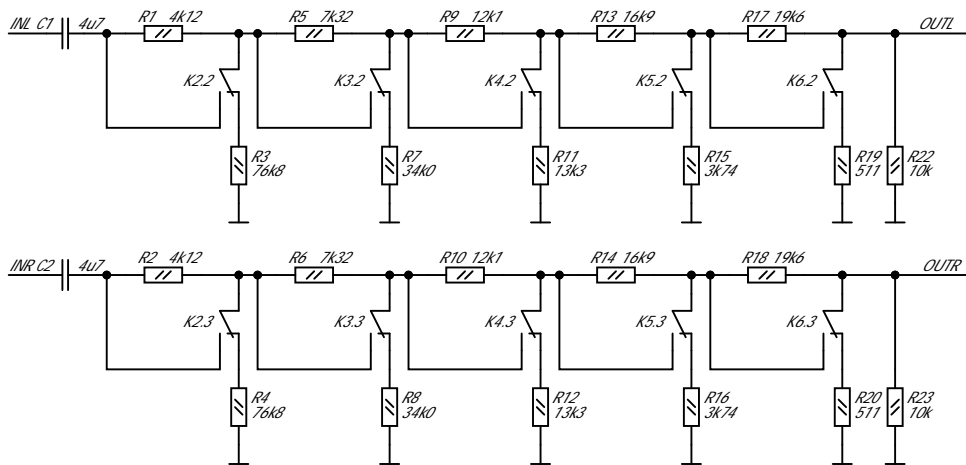 INL C1 4u7 R1 4k12 R5 7k32 R9 12k1 R13 16k9 R17 19k6 OUTL
K2.2 K3.2 K4.2 K5.2 K6.2
R3 R7 R11 R15 R19 R22
76k8 34k0 13k3 3k74 511 10k
INR C2 4u7 R2 4k12 R6 7k32 R10 12k1 R14 16k9 R18 19k6 OUTR
K2.3 K3.3 K4.3 K5.3 K6.3
R4 R8 R12 R16 R20 R23
76k8 34k0 13k3 3k74 511 10k